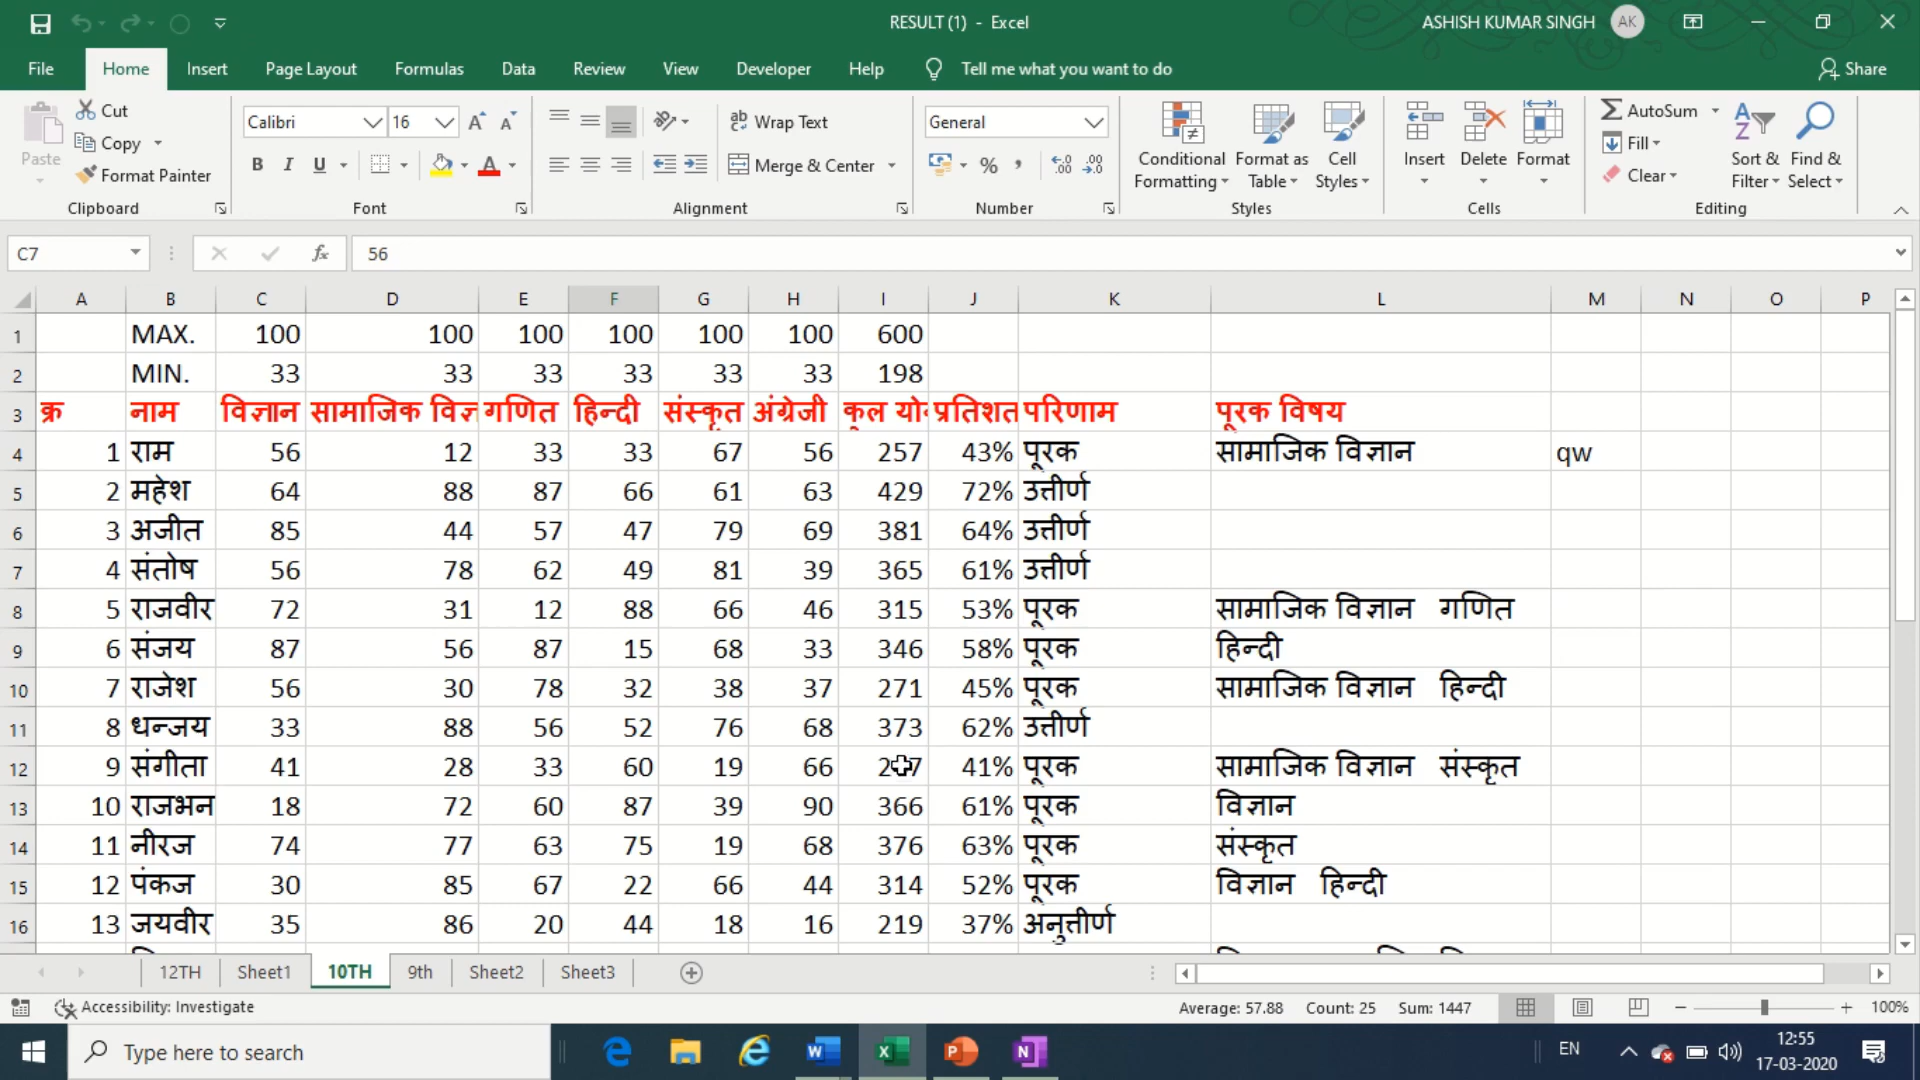 RESULT (1) - Excel
ASHISH KUMAR SINGH AK
File Home Insert Page Layout Formulas Data Review View Developer Help Tell me what you want to do Share
Paste Cut Copy Format Painter Clipboard
Calibri 16 A A B I U A Font
Wrap Text Merge & Center Alignment
General % , Number
Conditional Formatting Format as Table Cell Styles Styles
Insert Delete Format Cells
AutoSum Fill Clear Sort & Filter Find & Select Editing
C7 fx 56
A B C D E F G H I J K L M N O P
1 MAX. 100 100 100 100 100 100 600
2 MIN. 33 33 33 33 33 33 198
3 क्र नाम विज्ञान सामाजिक गणित हिन्दी संस्कृत अंग्रेजी कुल प्रतिशत परिणाम पूरक विषय
4 1 राम 56 12 33 33 67 56 257 43% पूरक सामाजिक विज्ञान qw
5 2 महेश 64 88 87 66 61 63 429 72% उत्तीर्ण
6 3 अजीत 85 44 57 47 79 69 381 64% उत्तीर्ण
7 4 संतोष 56 78 62 49 81 39 365 61% उत्तीर्ण
8 5 राजवीर 72 31 12 88 66 46 315 53% पूरक सामाजिक विज्ञान गणित
9 6 संजय 87 56 87 15 68 33 346 58% पूरक हिन्दी
10 7 राजेश 56 30 78 32 38 37 271 45% पूरक सामाजिक विज्ञान हिन्दी
11 8 धन्जय 33 88 56 52 76 68 373 62% उत्तीर्ण
12 9 संगीता 41 28 33 60 19 66 41% पूरक सामाजिक विज्ञान संस्कृत
13 10 राजभन 18 72 60 87 39 90 366 61% पूरक विज्ञान
14 11 नीरज 74 77 63 75 19 68 376 63% पूरक संस्कृत
15 12 पंकज 30 85 67 22 66 44 314 52% पूरक विज्ञान हिन्दी
16 13 जयवीर 35 86 20 44 18 16 219 37% अनुत्तीर्ण
12TH Sheet1 10TH 9th Sheet2 Sheet3
Accessibility: Investigate Average: 57.88 Count: 25 Sum: 1447 100%
Type here to search EN 12:55
17-03-2020